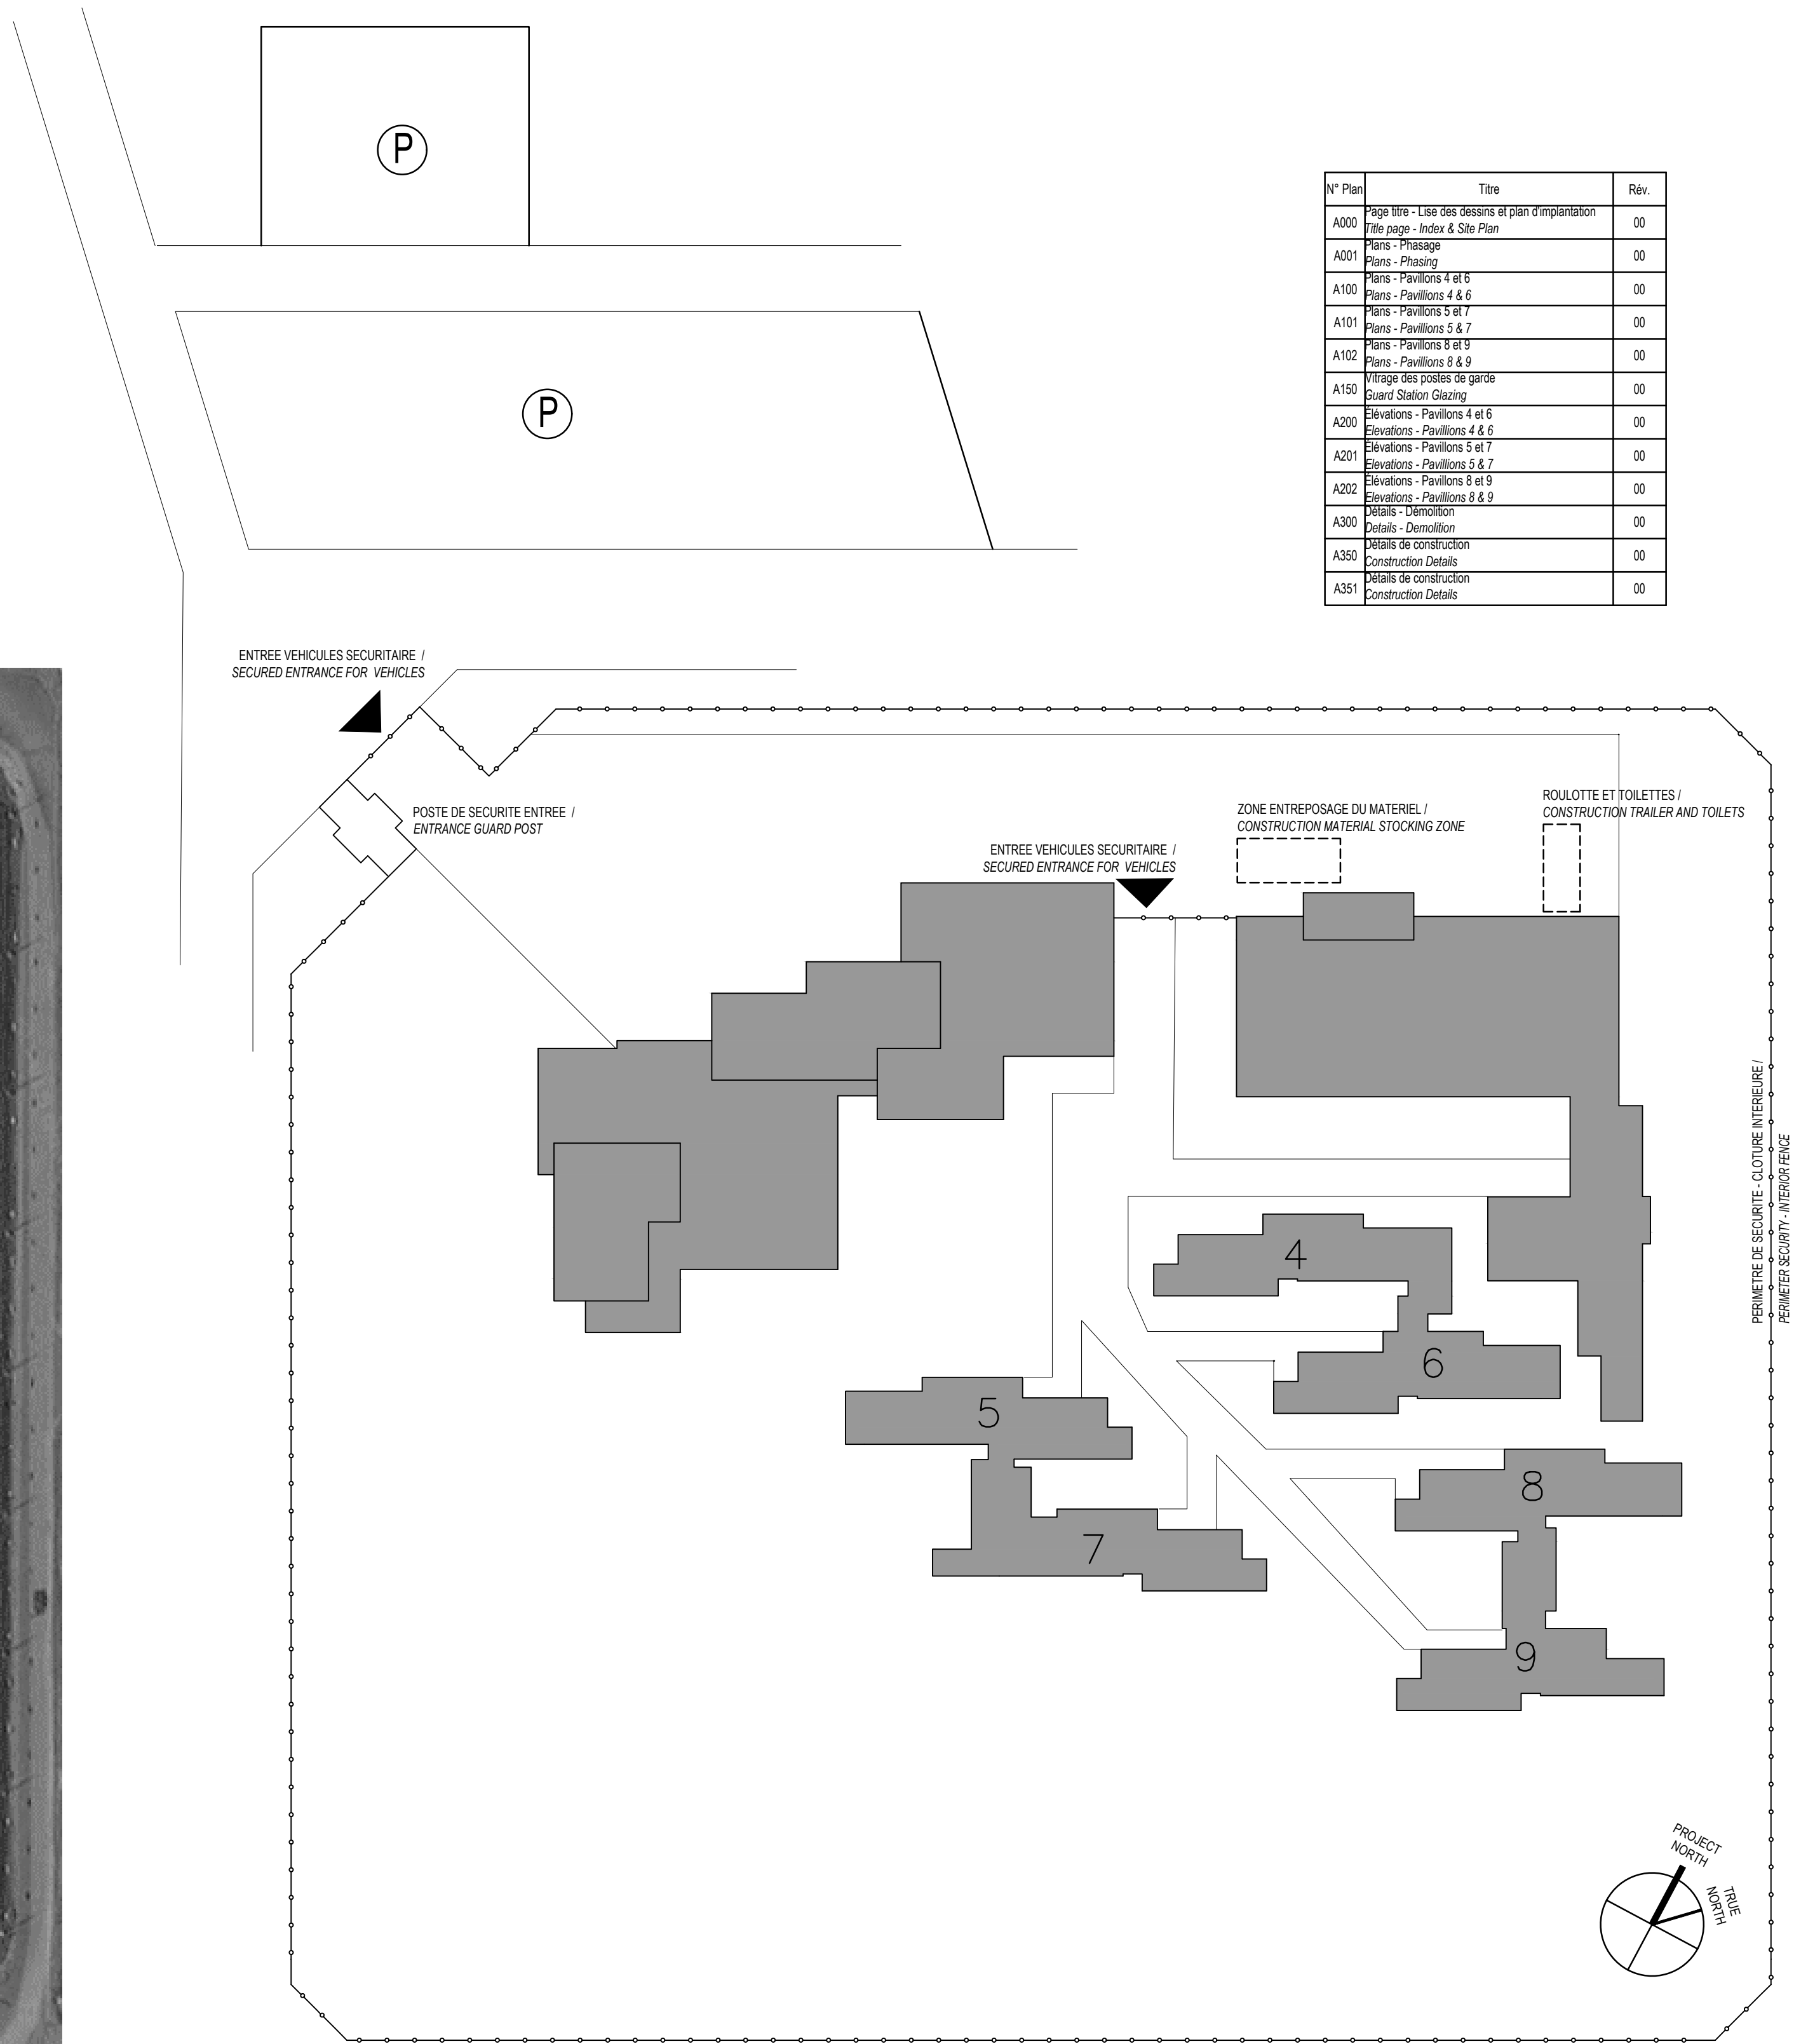 P
N° Plan Titre Rév.
A000 Page titre - Lise des dessins et plan d'implantation 00
Title page - Index & Site Plan
A001 Plans - Phasage 00
Plans - Phasing
A100 Plans - Pavillons 4 et 6 00
Plans - Pavillions 4 & 6
A101 Plans - Pavillons 5 et 7 00
Plans - Pavillions 5 & 7
A102 Plans - Pavillons 8 et 9 00
Plans - Pavillions 8 & 9
A150 Vitrage des postes de garde 00
Guard Station Glazing
A200 Élévations - Pavillons 4 et 6 00
Elevations - Pavillions 4 & 6
A201 Élévations - Pavillons 5 et 7 00
Elevations - Pavillions 5 & 7
A202 Élévations - Pavillons 8 et 9 00
Elevations - Pavillions 8 & 9
A300 Détails - Démolition 00
Details - Demolition
A350 Détails de construction 00
Construction Details
A351 Détails de construction 00
Construction Details
P
ENTREE VEHICULES SECURITAIRE /
SECURED ENTRANCE FOR VEHICLES
POSTE DE SECURITE ENTREE /
ENTRANCE GUARD POST
ENTREE VEHICULES SECURITAIRE /
SECURED ENTRANCE FOR VEHICLES
ZONE ENTREPOSAGE DU MATERIEL /
CONSTRUCTION MATERIAL STOCKING ZONE
ROULOTTE ET TOILETTES /
CONSTRUCTION TRAILER AND TOILETS
PERIMETRE DE SECURITE - CLOTURE INTERIEURE /
PERIMETER SECURITY - INTERIOR FENCE
4
6
5
8
7
9
PROJECT
NORTH
TRUE
NORTH